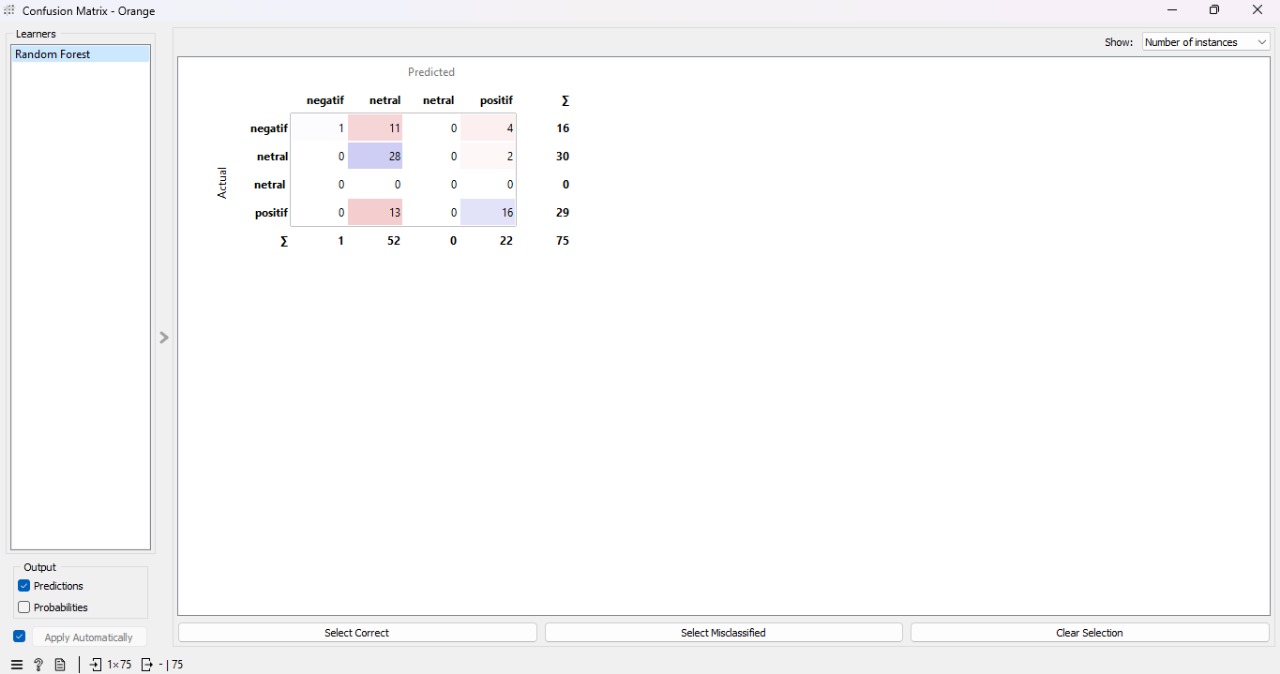 Confusion Matrix - Orange
Learners
Random Forest
Show: Number of instances
Predicted
negatif netral netral positif Σ
negatif 1 11 0 4 16
netral 0 28 0 2 30
Actual
netral 0 0 0 0 0
positif 0 13 0 16 29
Σ 1 52 0 22 75
Output
Predictions
Probabilities
Apply Automatically
Select Correct Select Misclassified Clear Selection
1×75 - | 75